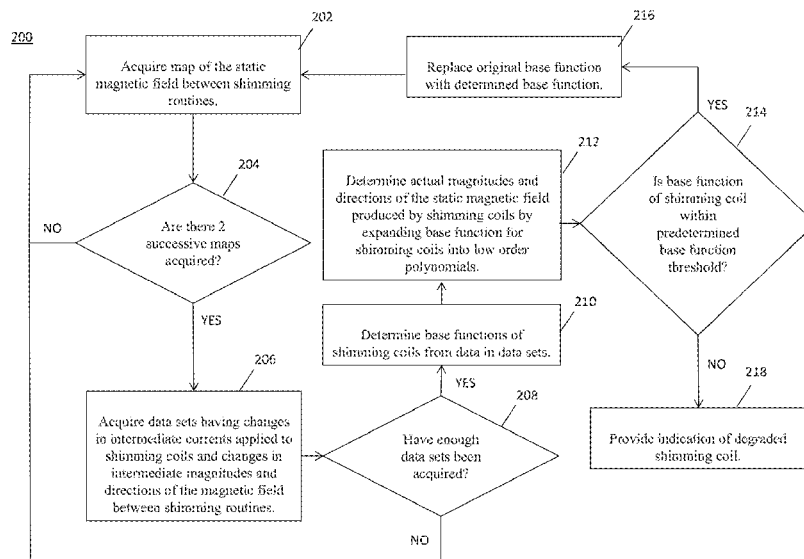 200
202
Acquire map of the static
magnetic field between shimming
routines.
216
Replace original base function
with determined base function.
204
Are there 2
successive maps
acquired?
NO
YES
206
Acquire data sets having changes
in intermediate currents applied to
shimming coils and changes in
intermediate magnitudes and
directions of the magnetic field
between shimming routines.
208
Have enough
data sets been
acquired?
NO
YES
210
Determine base functions of
shimming coils from data in data sets.
212
Determine actual magnitudes and
directions of the static magnetic field
produced by shimming coils by
expanding base function for
shimming coils into low order
polynomials.
214
Is base function
of shimming coil
within
predetermined
base function
threshold?
YES
NO
218
Provide indication of degraded
shimming coil.